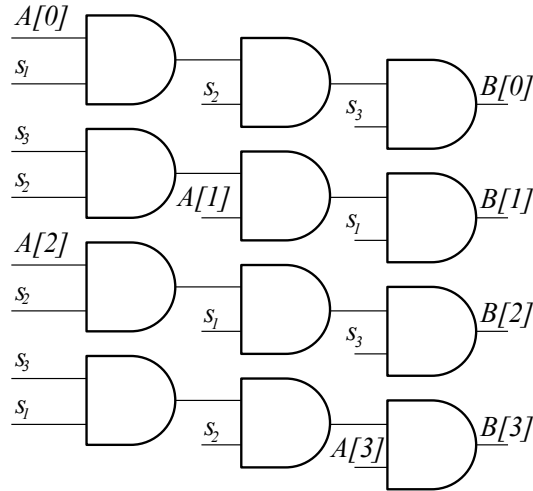 A[0]
s₁
s₂
s₃
B[0]
s₃
s₂
A[1]
s₁
B[1]
A[2]
s₂
s₁
s₃
B[2]
s₃
s₁
s₂
A[3]
B[3]